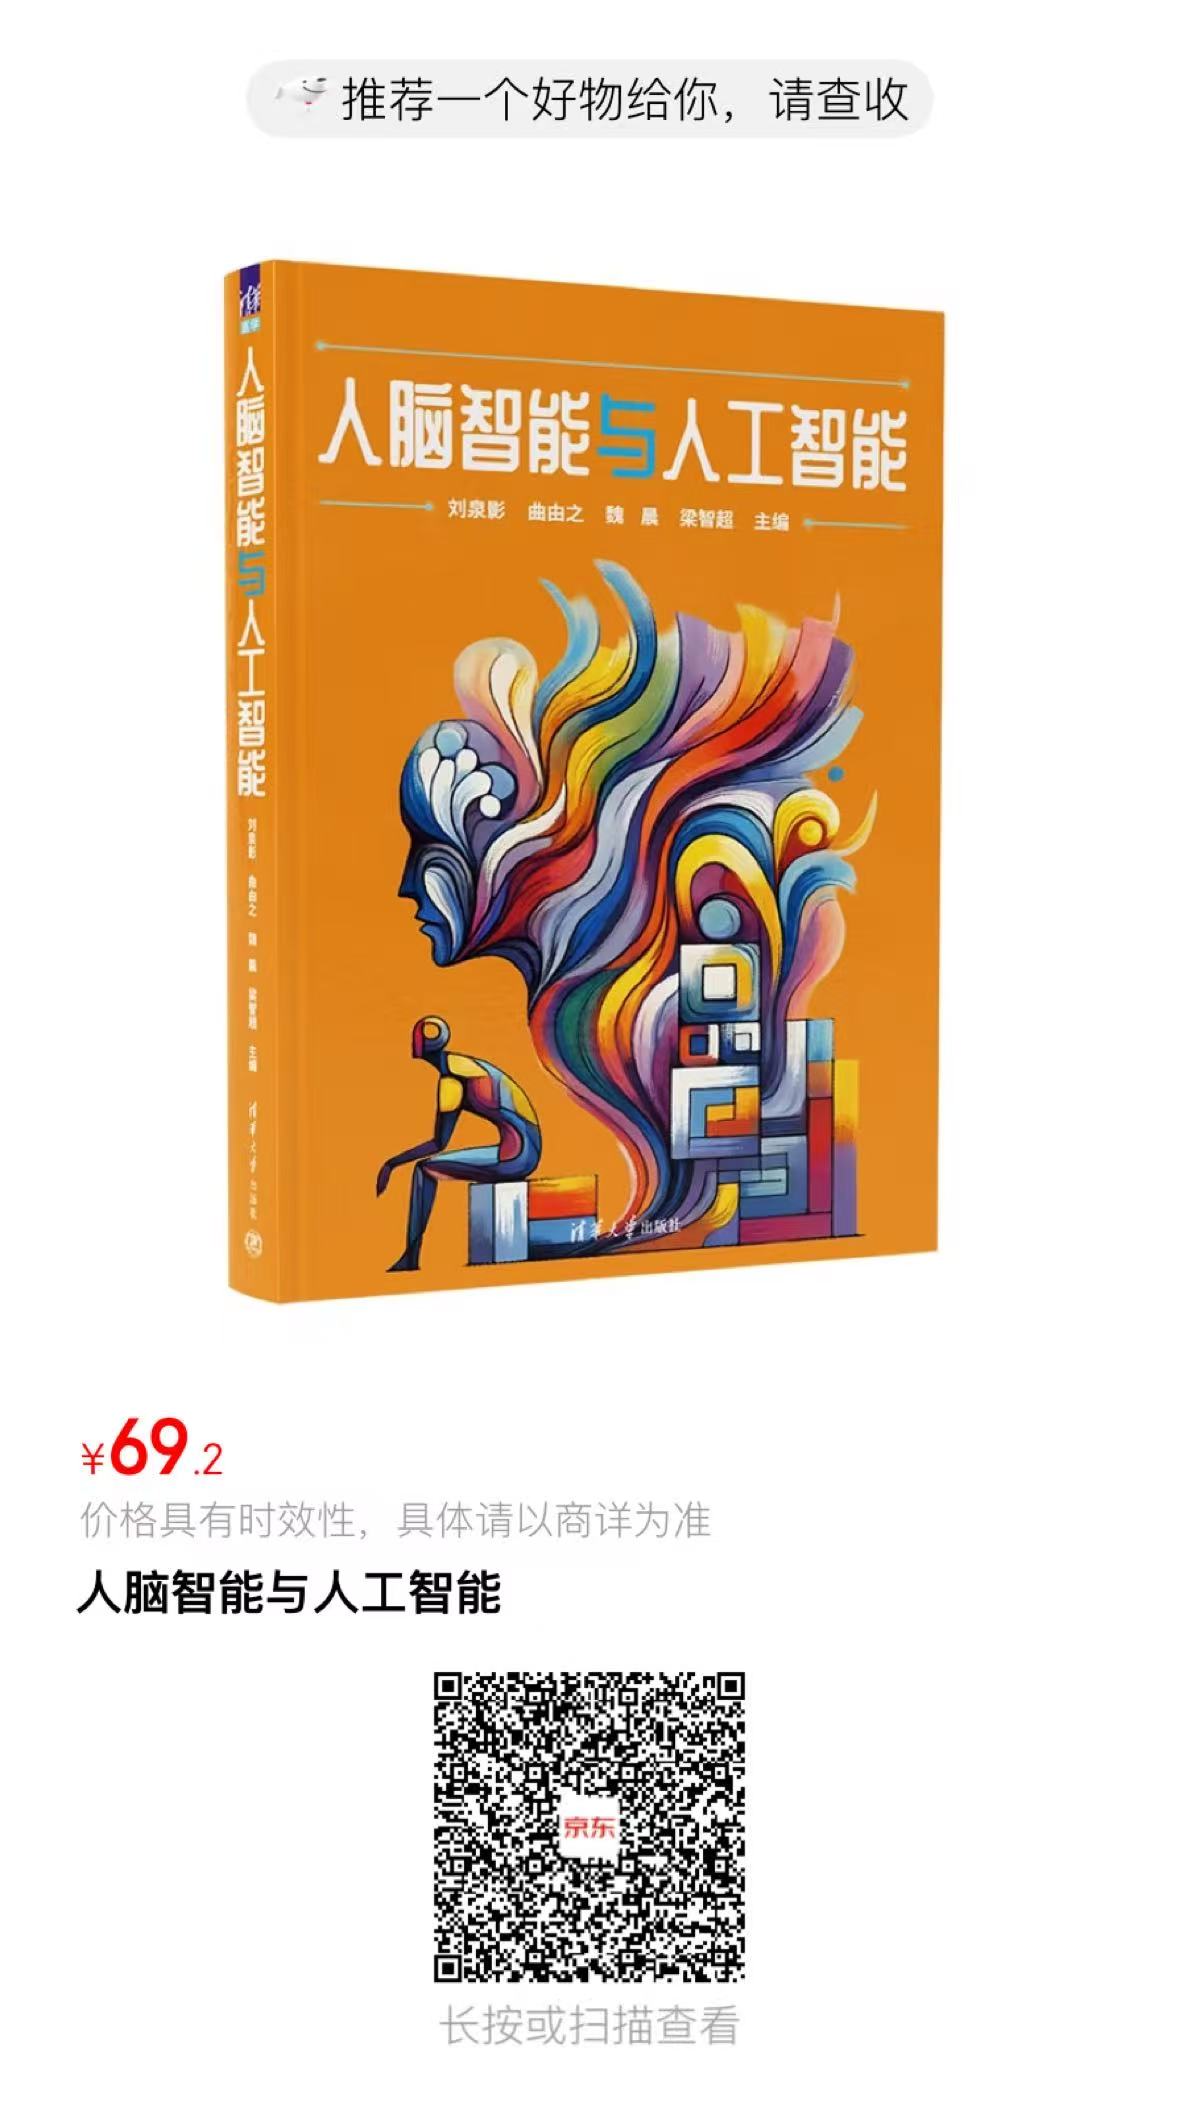 推荐一个好物给你，请查收
清华
人脑智能与人工智能
刘泉影 曲由之 魏 晨 梁智超 主编
清华大学出版社
人脑智能与人工智能
刘泉影 曲由之 魏 晨 梁智超 主编
清华大学出版社
¥69.2
价格具有时效性，具体请以商详为准
人脑智能与人工智能
京东
长按或扫描查看